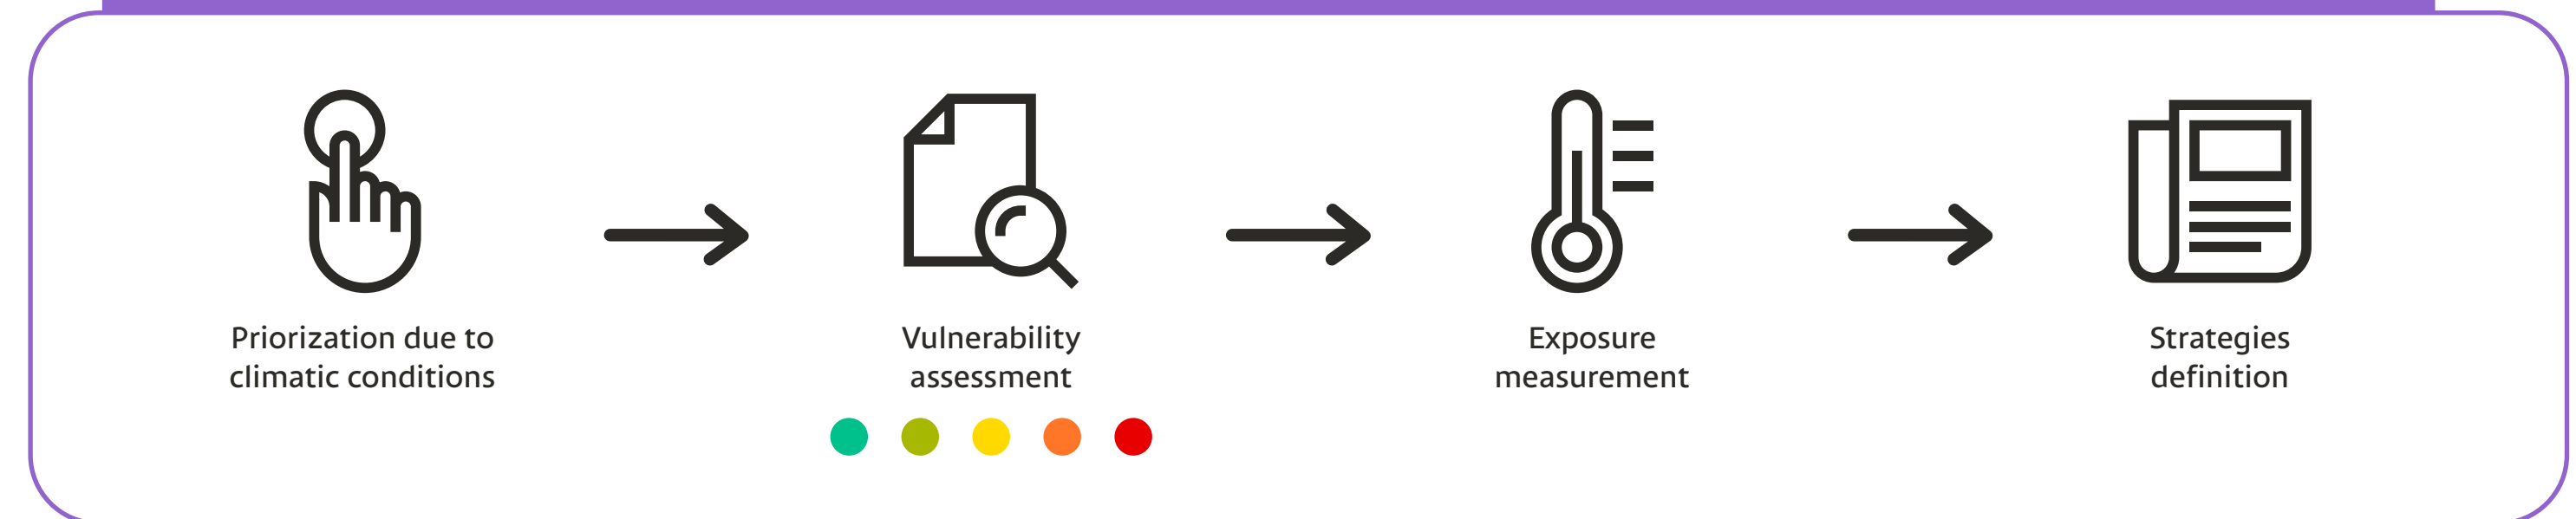 Priorization due to
climatic conditions
Vulnerability
assessment
Exposure
measurement
Strategies
definition